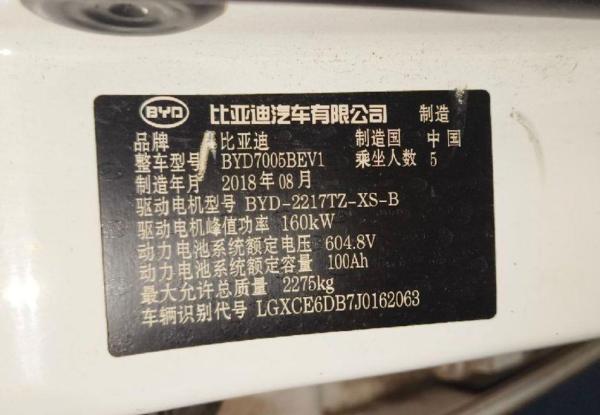 BYD 比亚迪汽车有限公司 制造
品牌 比亚迪 制造国 中国
整车型号 BYD7005BEV1 乘坐人数 5
制造年月 2018年08月
驱动电机型号 BYD-2217TZ-XS-B
驱动电机峰值功率 160kW
动力电池系统额定电压 604.8V
动力电池系统额定容量 100Ah
最大允许总质量 2275kg
车辆识别代号 LGXCE6DB7J0162063